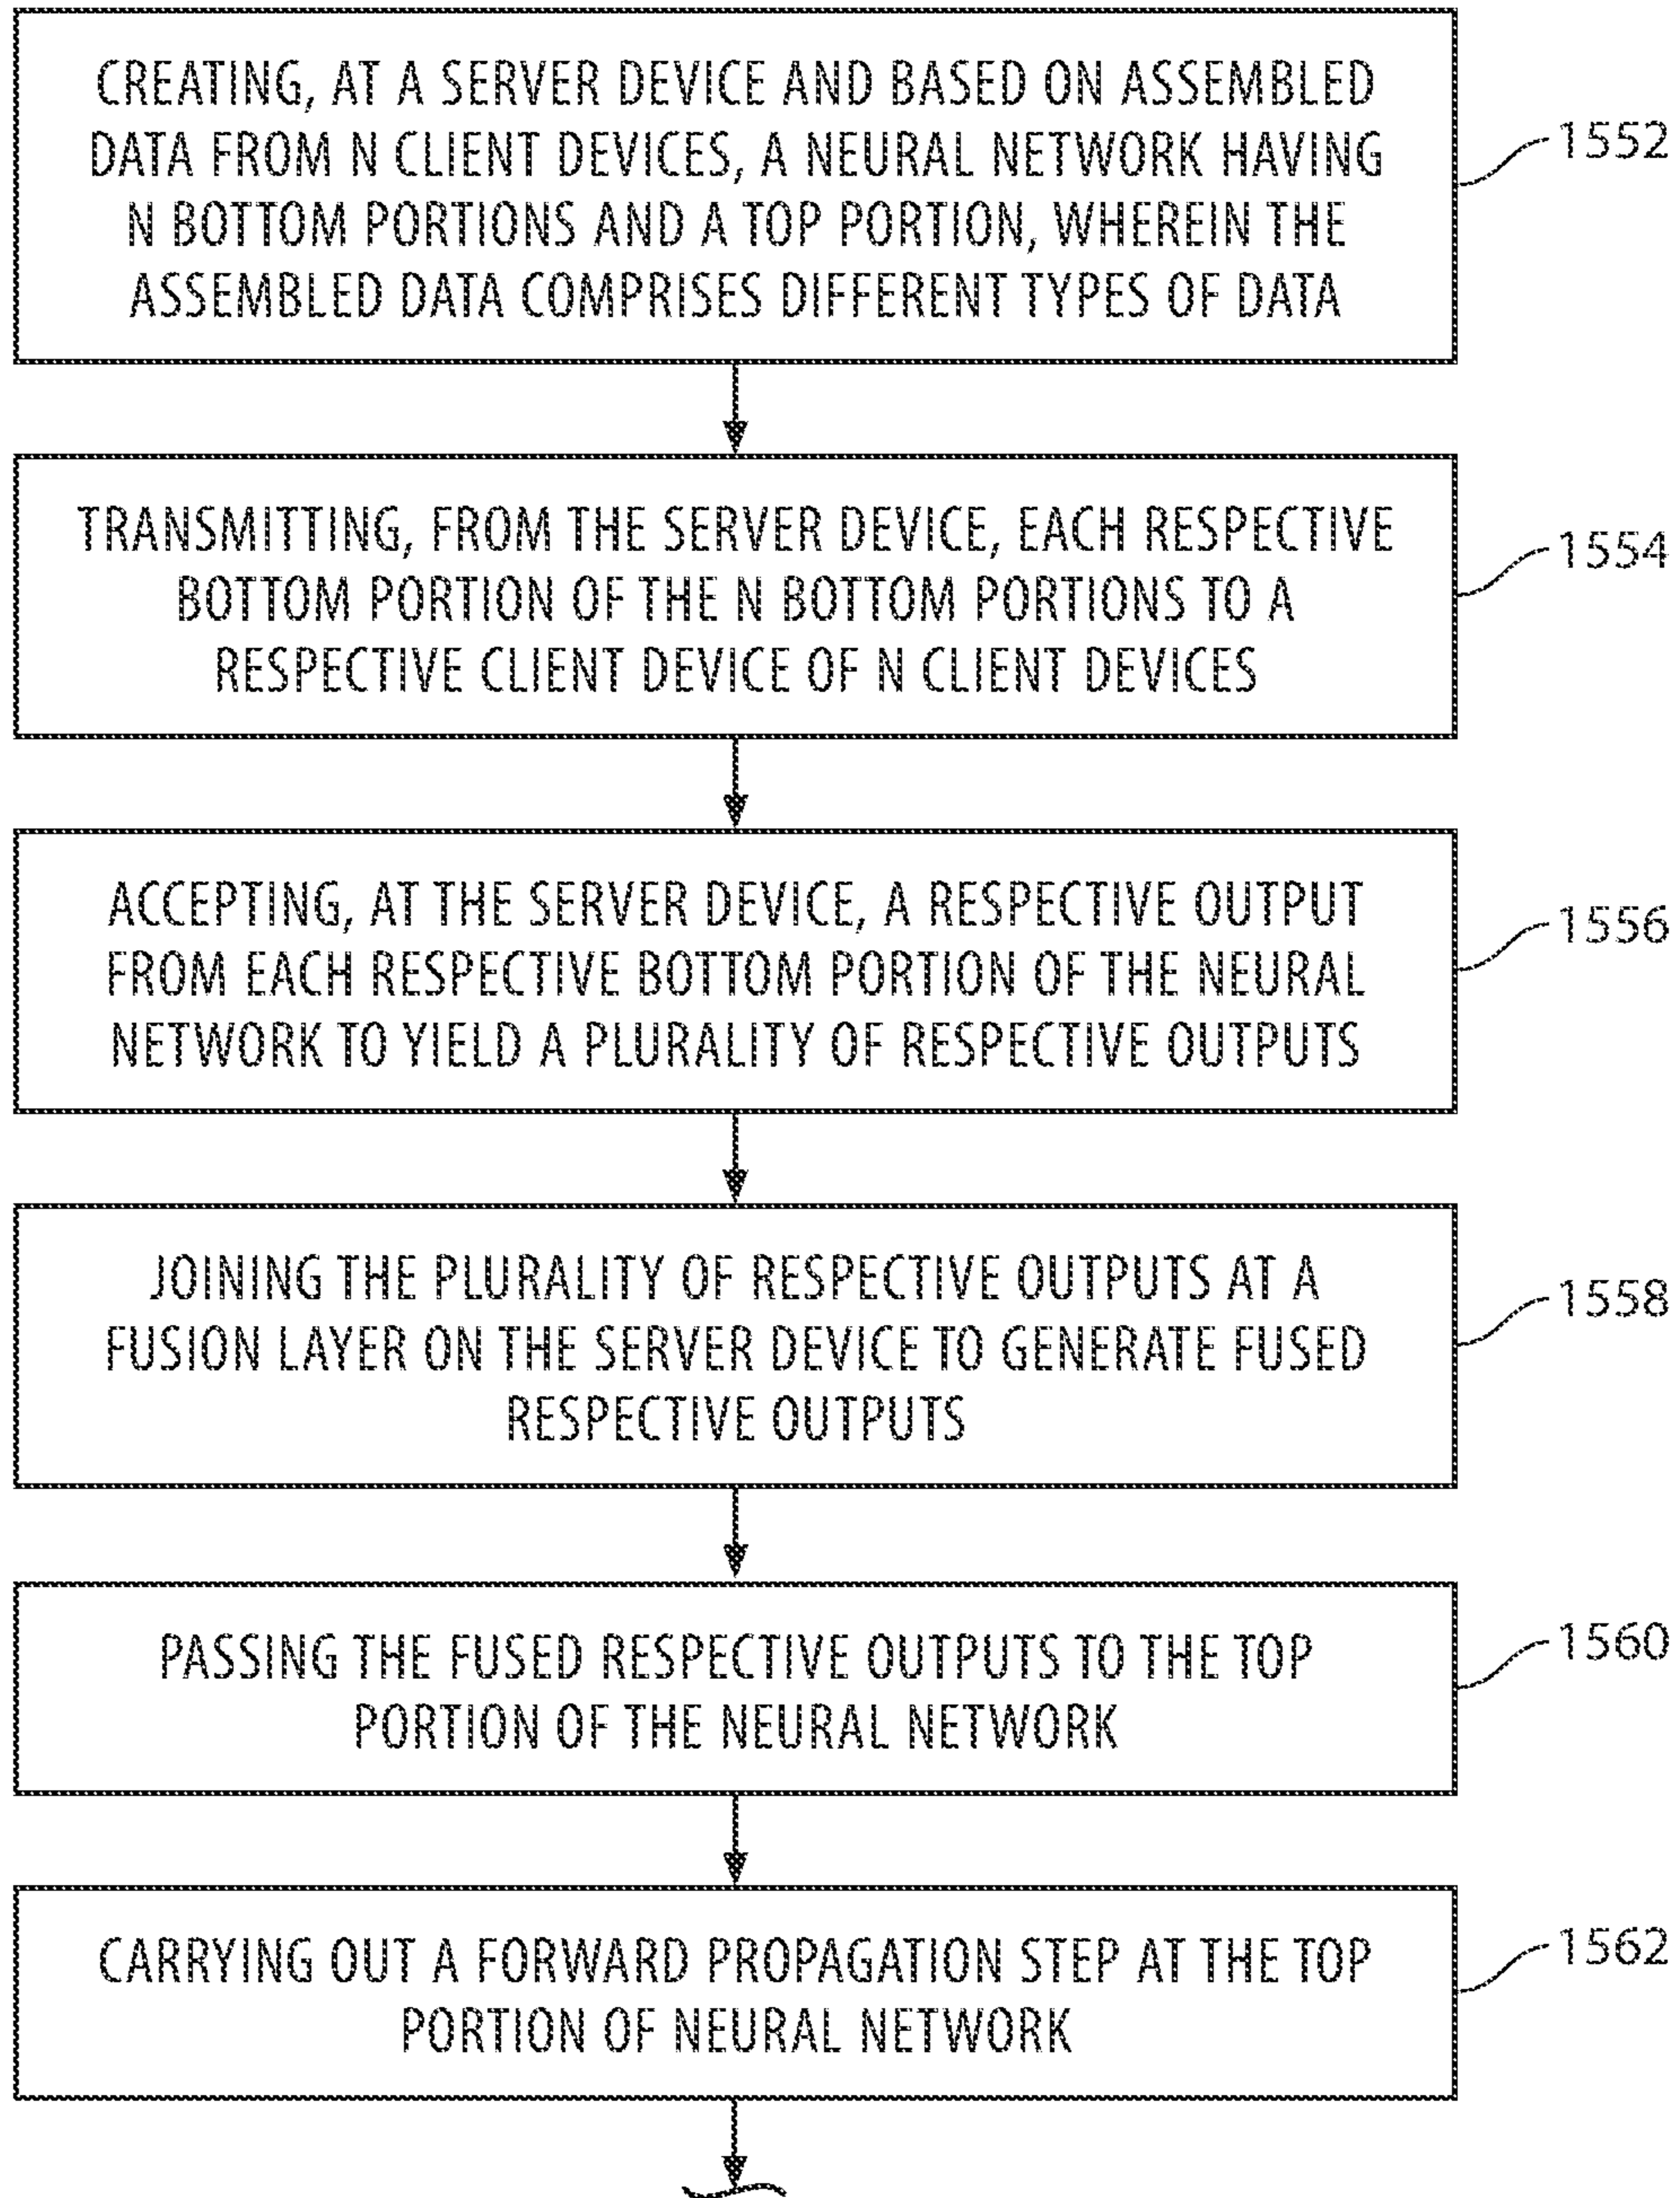 CREATING, AT A SERVER DEVICE AND BASED ON ASSEMBLED
DATA FROM N CLIENT DEVICES, A NEURAL NETWORK HAVING
N BOTTOM PORTIONS AND A TOP PORTION, WHEREIN THE
ASSEMBLED DATA COMPRISES DIFFERENT TYPES OF DATA
1552
TRANSMITTING, FROM THE SERVER DEVICE, EACH RESPECTIVE
BOTTOM PORTION OF THE N BOTTOM PORTIONS TO A
RESPECTIVE CLIENT DEVICE OF N CLIENT DEVICES
1554
ACCEPTING, AT THE SERVER DEVICE, A RESPECTIVE OUTPUT
FROM EACH RESPECTIVE BOTTOM PORTION OF THE NEURAL
NETWORK TO YIELD A PLURALITY OF RESPECTIVE OUTPUTS
1556
JOINING THE PLURALITY OF RESPECTIVE OUTPUTS AT A
FUSION LAYER ON THE SERVER DEVICE TO GENERATE FUSED
RESPECTIVE OUTPUTS
1558
PASSING THE FUSED RESPECTIVE OUTPUTS TO THE TOP
PORTION OF THE NEURAL NETWORK
1560
CARRYING OUT A FORWARD PROPAGATION STEP AT THE TOP
PORTION OF NEURAL NETWORK
1562